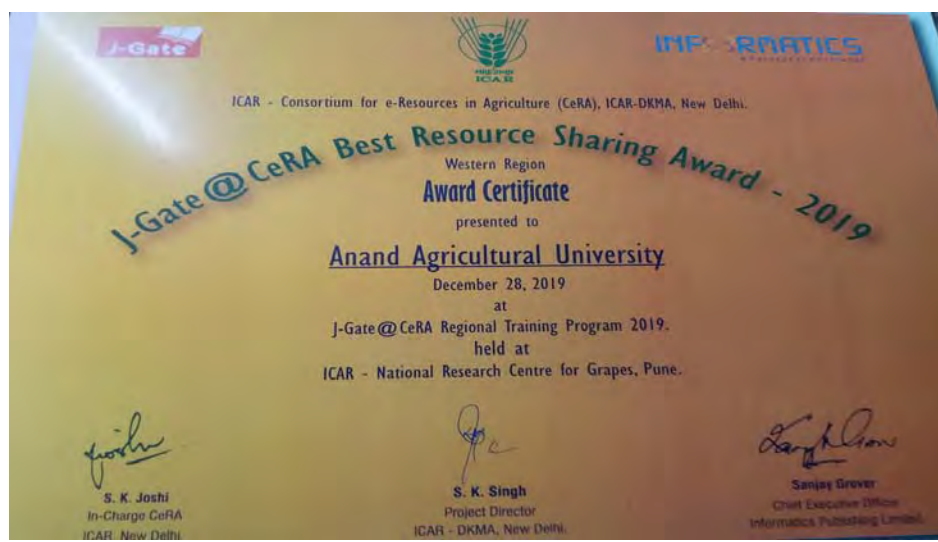 J-Gate
ICAR
INFORMATICS
ICAR - Consortium for e-Resources in Agriculture (CeRA), ICAR-DKMA, New Delhi.
J-Gate@CeRA Best Resource Sharing Award - 2019
Western Region
Award Certificate
presented to
Anand Agricultural University
December 28, 2019
at
J-Gate@CeRA Regional Training Program 2019.
held at
ICAR - National Research Centre for Grapes, Pune.
S. K. Joshi
In-Charge CeRA
ICAR, New Delhi
S. K. Singh
Project Director
ICAR - DKMA, New Delhi.
Sanjay Grover
Chief Executive Officer
Informatics Publishing Limited.